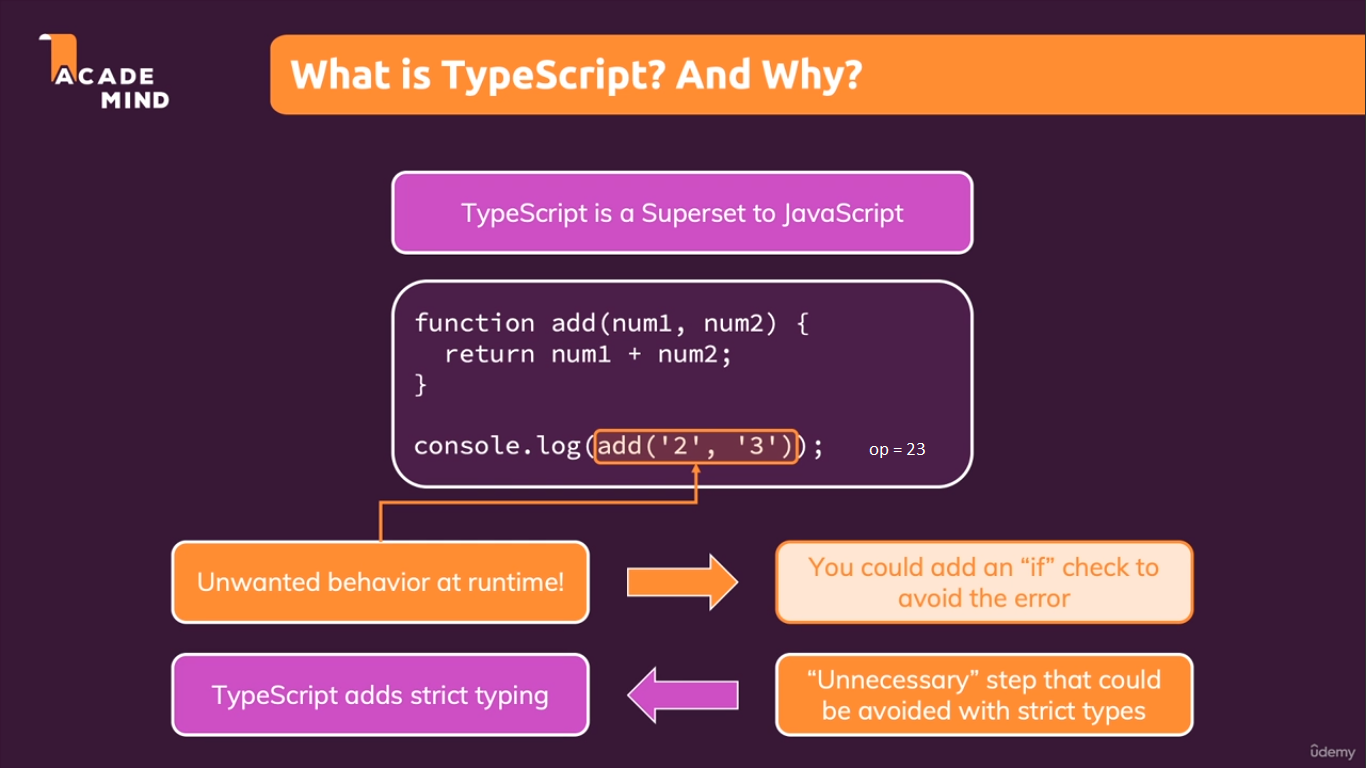 ACADE
MIND
What is TypeScript? And Why?
TypeScript is a Superset to JavaScript
function add(num1, num2) {
  return num1 + num2;
}
console.log(add('2', '3'));
op = 23
Unwanted behavior at runtime!
You could add an “if” check to
avoid the error
TypeScript adds strict typing
“Unnecessary” step that could
be avoided with strict types
ûdemy